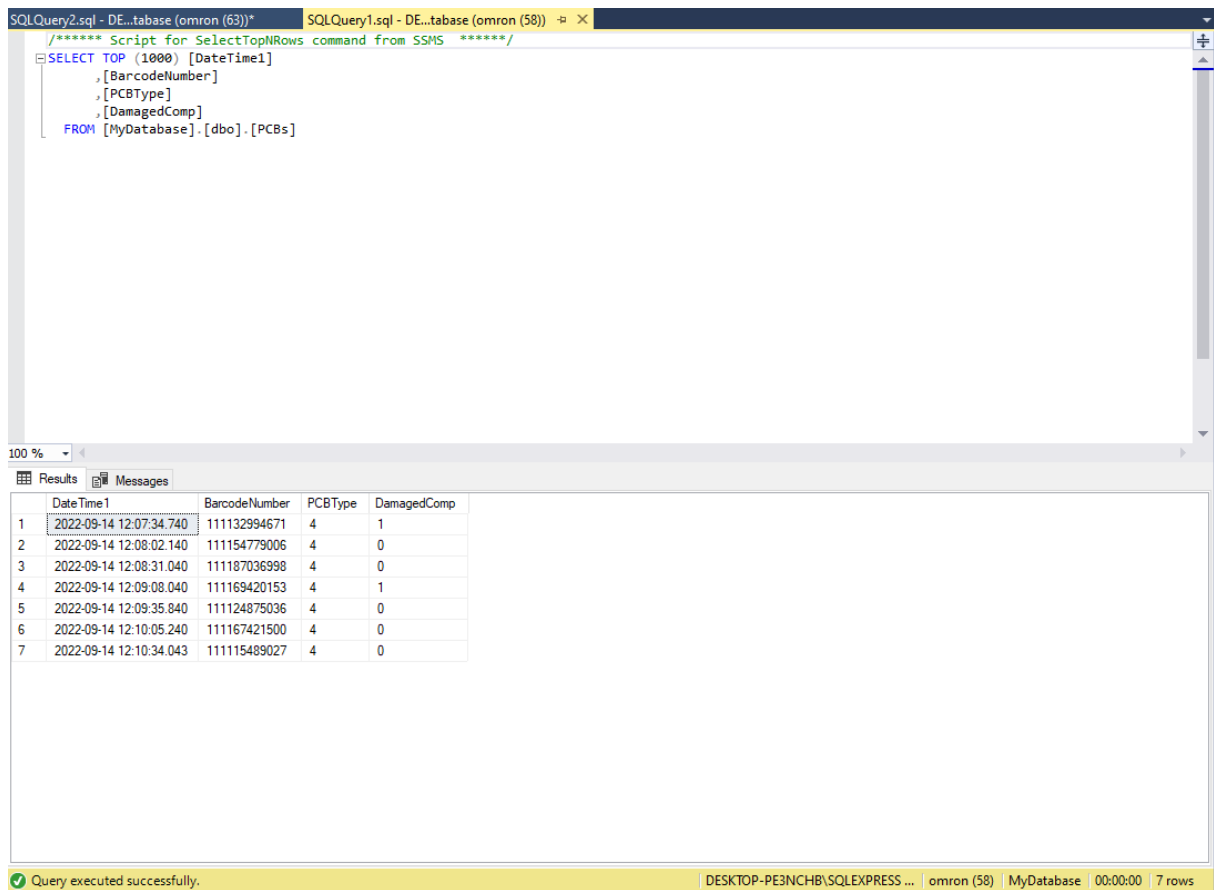 SQLQuery2.sql - DE...tabase (omron (63))* SQLQuery1.sql - DE...tabase (omron (58))
/****** Script for SelectTopNRows command from SSMS ******/
SELECT TOP (1000) [DateTime1]
,[BarcodeNumber]
,[PCBType]
,[DamagedComp]
FROM [MyDatabase].[dbo].[PCBs]
100 %
Results Messages
DateTime1 BarcodeNumber PCBType DamagedComp
1 2022-09-14 12:07:34.740 111132994671 4 1
2 2022-09-14 12:08:02.140 111154779006 4 0
3 2022-09-14 12:08:31.040 111187036998 4 0
4 2022-09-14 12:09:08.040 111169420153 4 1
5 2022-09-14 12:09:35.840 111124875036 4 0
6 2022-09-14 12:10:05.240 111167421500 4 0
7 2022-09-14 12:10:34.043 111115489027 4 0
Query executed successfully. DESKTOP-PE3NCHB\SQLEXPRESS ... omron (58) MyDatabase 00:00:00 7 rows